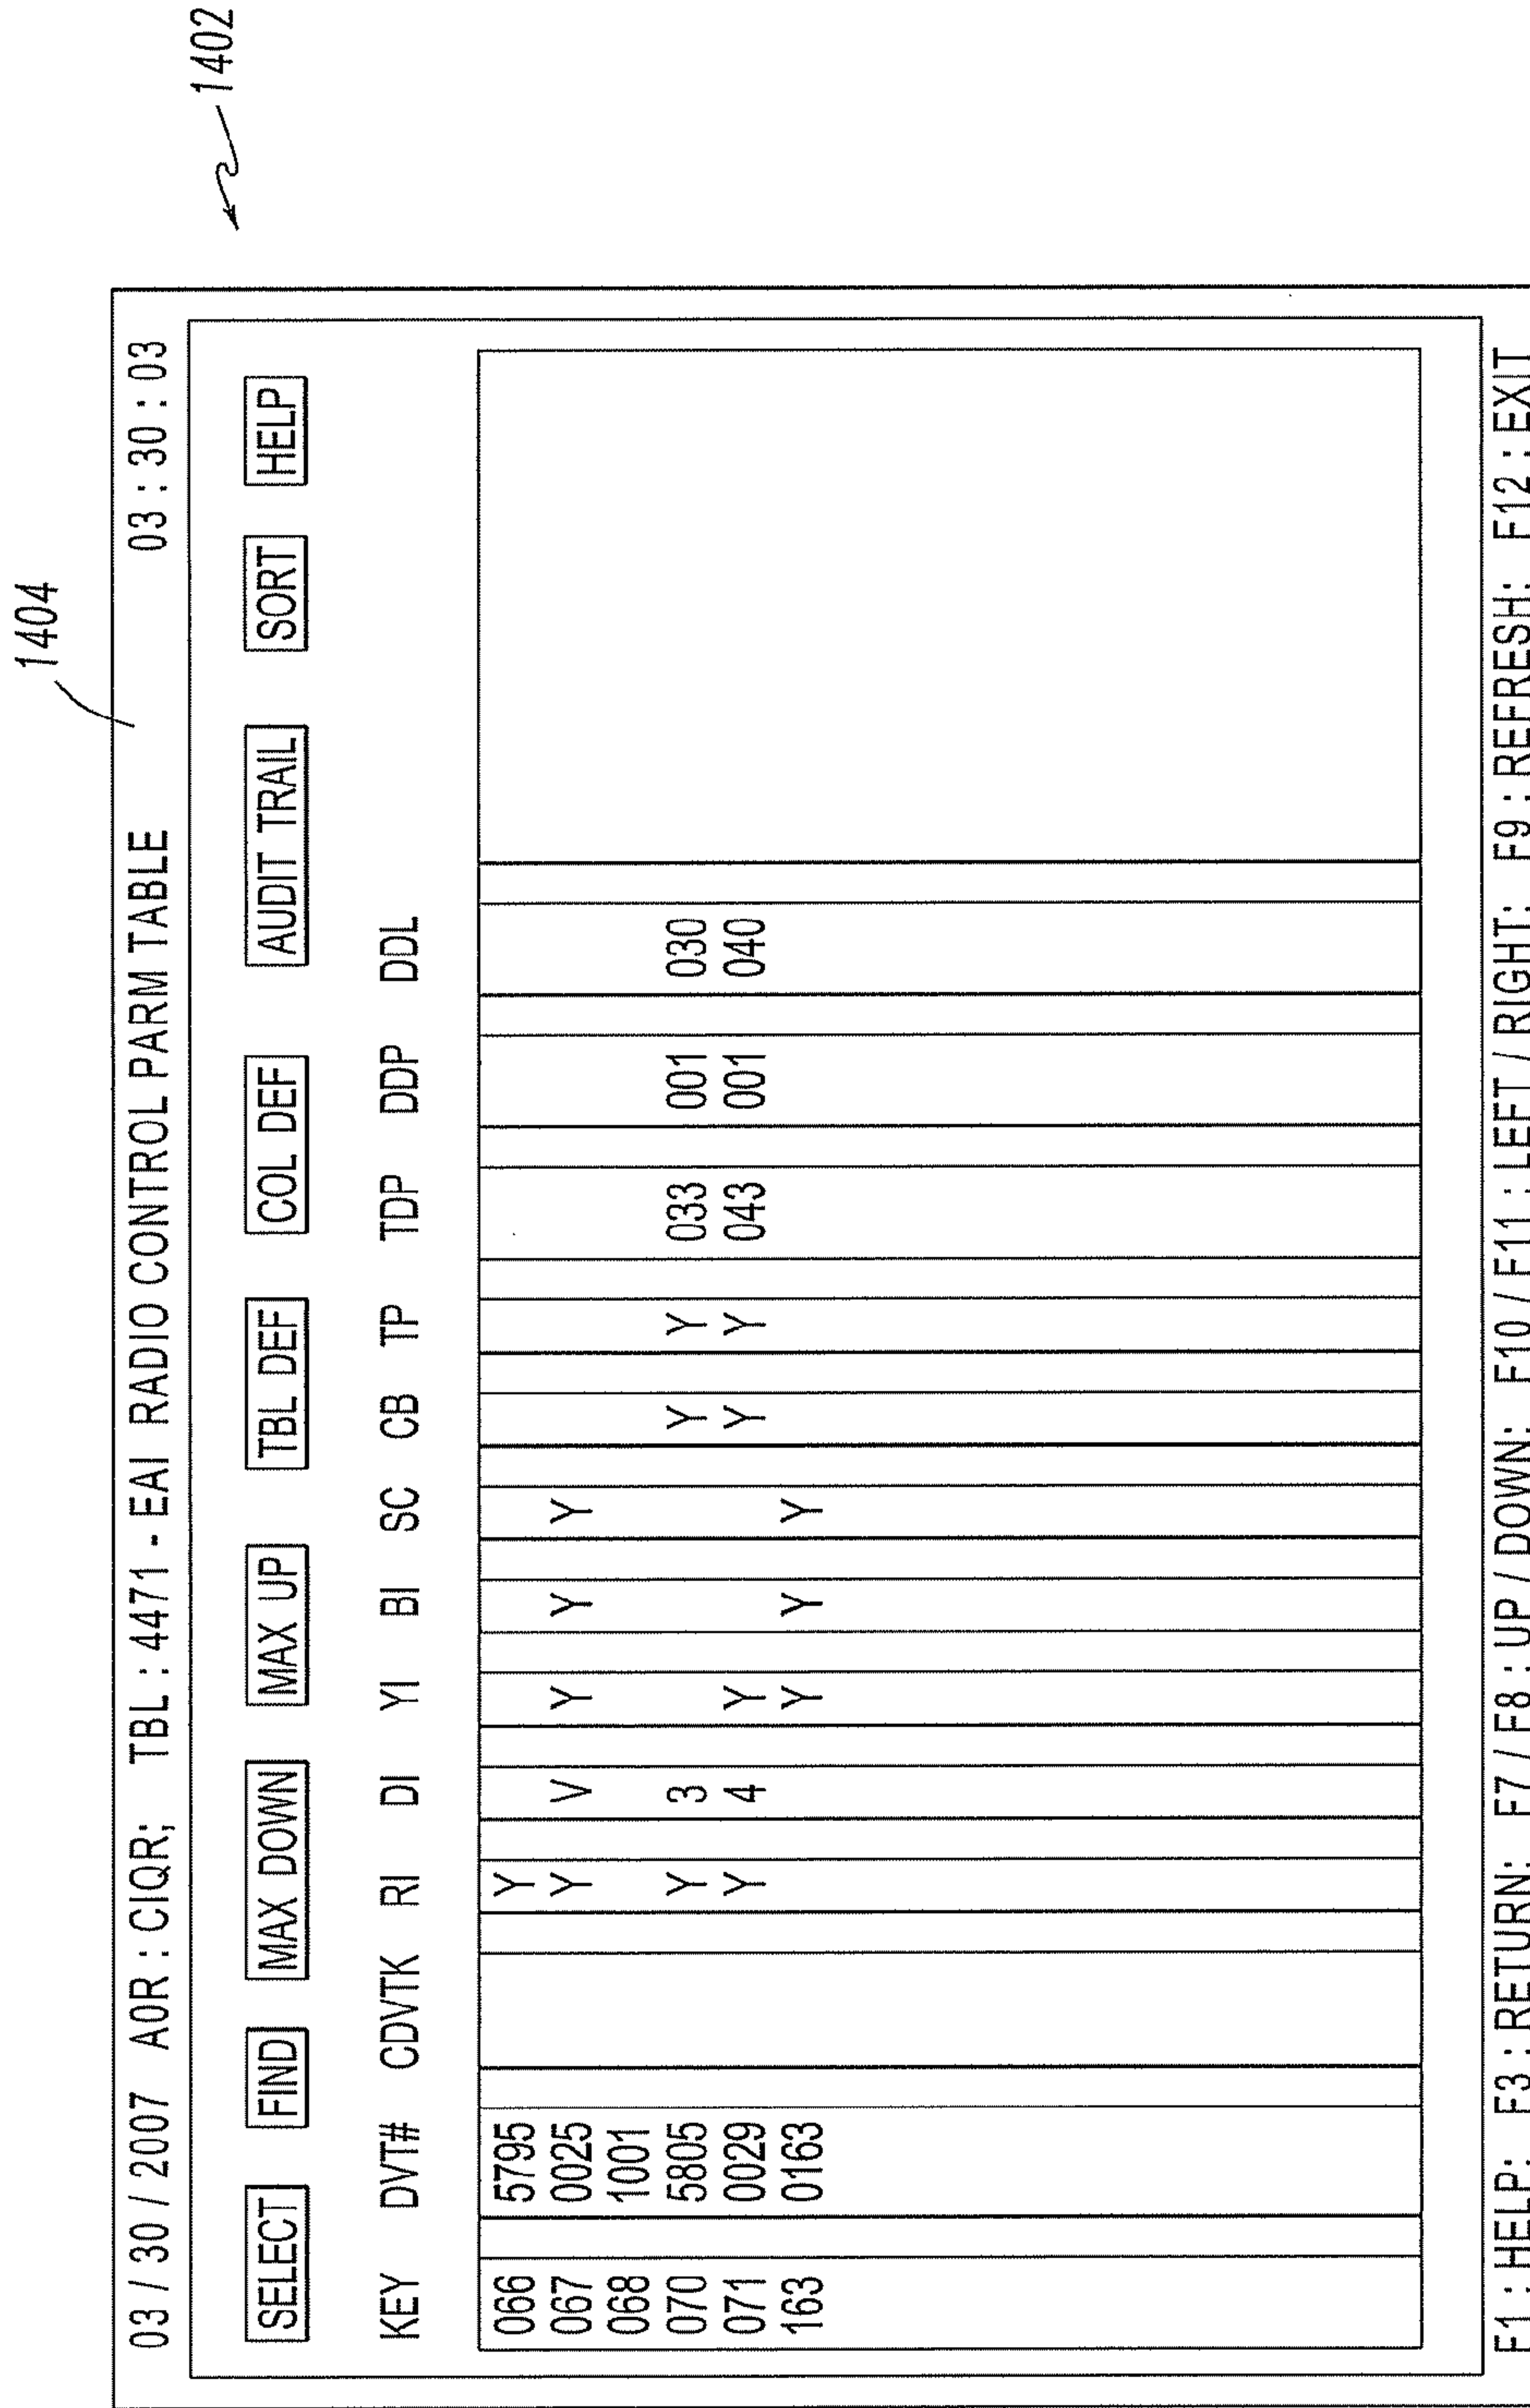 1402
1404
03 / 30 / 2007 A0R : CIQR; TBL : 4471 - EAI RADIO CONTROL PARM TABLE 03 : 30 : 03
SELECT FIND MAX DOWN MAX UP TBL DEF COL DEF AUDIT TRAIL SORT HELP
KEY DVT# CDVTK RI DI YI BI SC CB TP TDP DDP DDL
066 5795 Y
067 0025 Y V Y Y Y
068 1001
070 5805 Y 3 Y Y 033 001 030
071 0029 Y 4 Y Y Y 043 001 040
163 0163 Y Y Y
F1 : HELP: F3 : RETURN: F7 / F8 : UP / DOWN: F10 / F11 : LEFT / RIGHT: F9 : REFRESH: F12 : EXIT